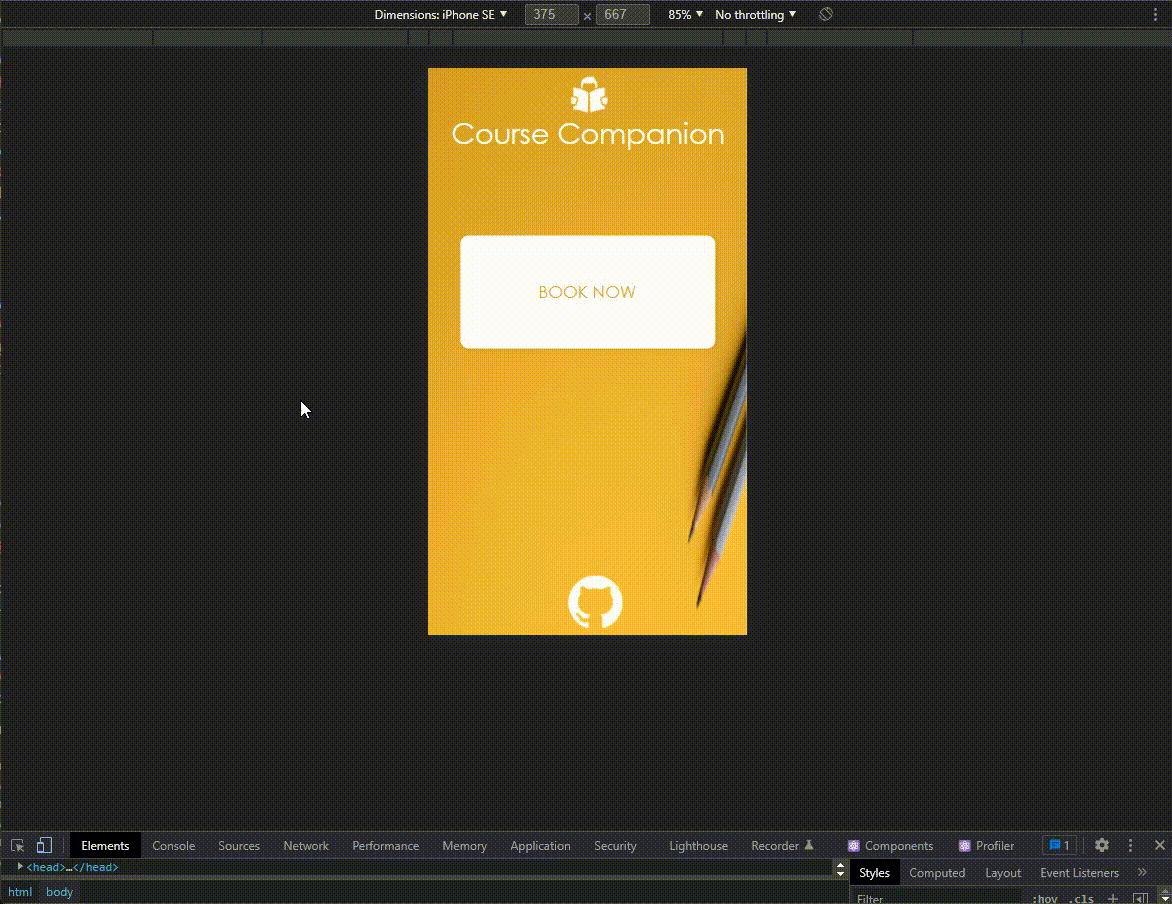 Dimensions: iPhone SE ▼ 375 × 667 85% ▼ No throttling ▼
Course Companion
BOOK NOW
Elements Console Sources Network Performance Memory Application Security Lighthouse Recorder Components Profiler 1
<head>…</head>
html body
Styles Computed Layout Event Listeners »
Filter :hov .cls +